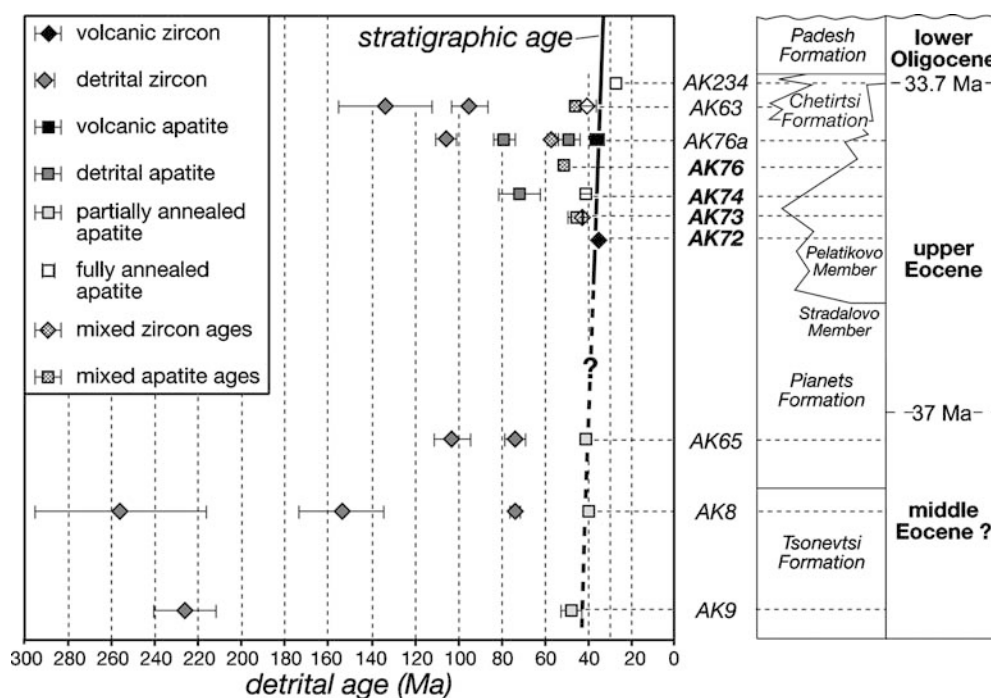 volcanic zircon
detrital zircon
volcanic apatite
detrital apatite
partially annealed
apatite
fully annealed
apatite
mixed zircon ages
mixed apatite ages
stratigraphic age
?
300 280 260 240 220 200 180 160 140 120 100 80 60 40 20 0
detrital age (Ma)
AK234
AK63
AK76a
AK76
AK74
AK73
AK72
AK65
AK8
AK9
Padesh
Formation
Chetirtsi
Formation
Pelatikovo
Member
Stradalovo
Member
Pianets
Formation
Tsonevtsi
Formation
lower
Oligocene
33.7 Ma
upper
Eocene
37 Ma
middle
Eocene ?